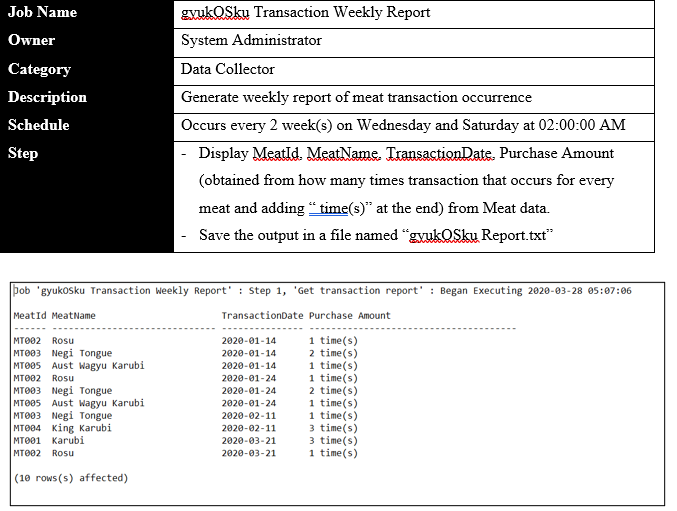 Job Name gyukOSku Transaction Weekly Report
Owner System Administrator
Category Data Collector
Description Generate weekly report of meat transaction occurrence
Schedule Occurs every 2 week(s) on Wednesday and Saturday at 02:00:00 AM
Step - Display MeatId, MeatName, TransactionDate, Purchase Amount
(obtained from how many times transaction that occurs for every
meat and adding “ time(s)” at the end) from Meat data.
- Save the output in a file named “gyukOSku Report.txt”
Job 'gyukOSku Transaction Weekly Report' : Step 1, 'Get transaction report' : Began Executing 2020-03-28 05:07:06
MeatId MeatName TransactionDate Purchase Amount
------ ------------------------------ --------------- --------------------------------------
MT002 Rosu 2020-01-14 1 time(s)
MT003 Negi Tongue 2020-01-14 2 time(s)
MT005 Aust Wagyu Karubi 2020-01-14 1 time(s)
MT002 Rosu 2020-01-24 1 time(s)
MT003 Negi Tongue 2020-01-24 2 time(s)
MT005 Aust Wagyu Karubi 2020-01-24 1 time(s)
MT003 Negi Tongue 2020-02-11 1 time(s)
MT004 King Karubi 2020-02-11 3 time(s)
MT001 Karubi 2020-03-21 3 time(s)
MT002 Rosu 2020-03-21 1 time(s)
(10 rows(s) affected)